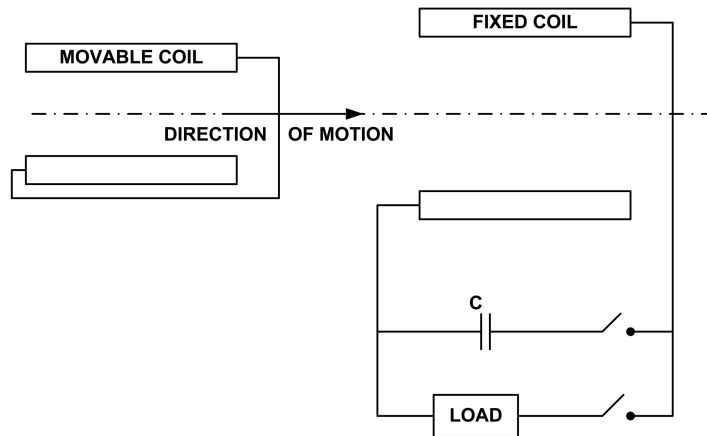 FIXED COIL
MOVABLE COIL
DIRECTION OF MOTION
C
LOAD